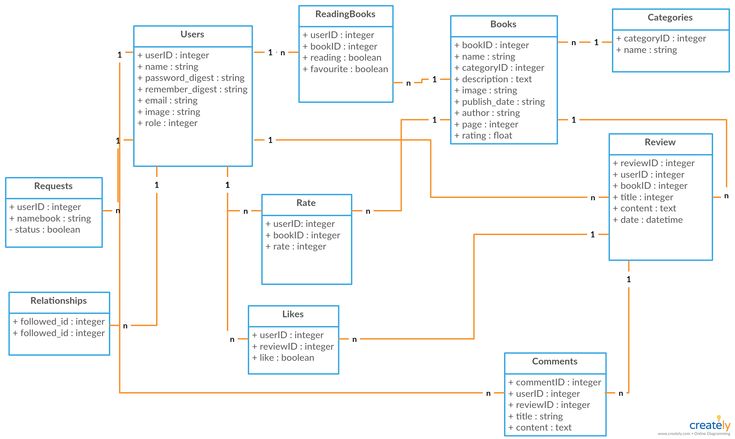 Users
+ userID : integer
+ name : string
+ password_digest : string
+ remember_digest : string
+ email : string
+ image : string
+ role : integer
ReadingBooks
+ userID : integer
+ bookID : integer
+ reading : boolean
+ favourite : boolean
Books
+ bookID : integer
+ name : string
+ categoryID : integer
+ description : text
+ image : string
+ publish_date : string
+ author : string
+ page : integer
+ rating : float
Categories
+ categoryID : integer
+ name : string
Review
+ reviewID : integer
+ userID : integer
+ bookID : integer
+ title : integer
+ content : text
+ date : datetime
Requests
+ userID : integer
+ namebook : string
- status : boolean
Rate
+ userID: integer
+ bookID : integer
+ rate : integer
Relationships
+ followed_id : integer
+ followed_id : integer
Likes
+ userID : integer
+ reviewID : integer
+ like : boolean
Comments
+ commentID : integer
+ userID : integer
+ reviewID : integer
+ title : string
+ content : text
1
1
n
n
1
n
1
1
1
1
n
n
1
1
n
n
n
n
1
n
n
n
1
n
n
creately
www.creately.com • Online Diagramming